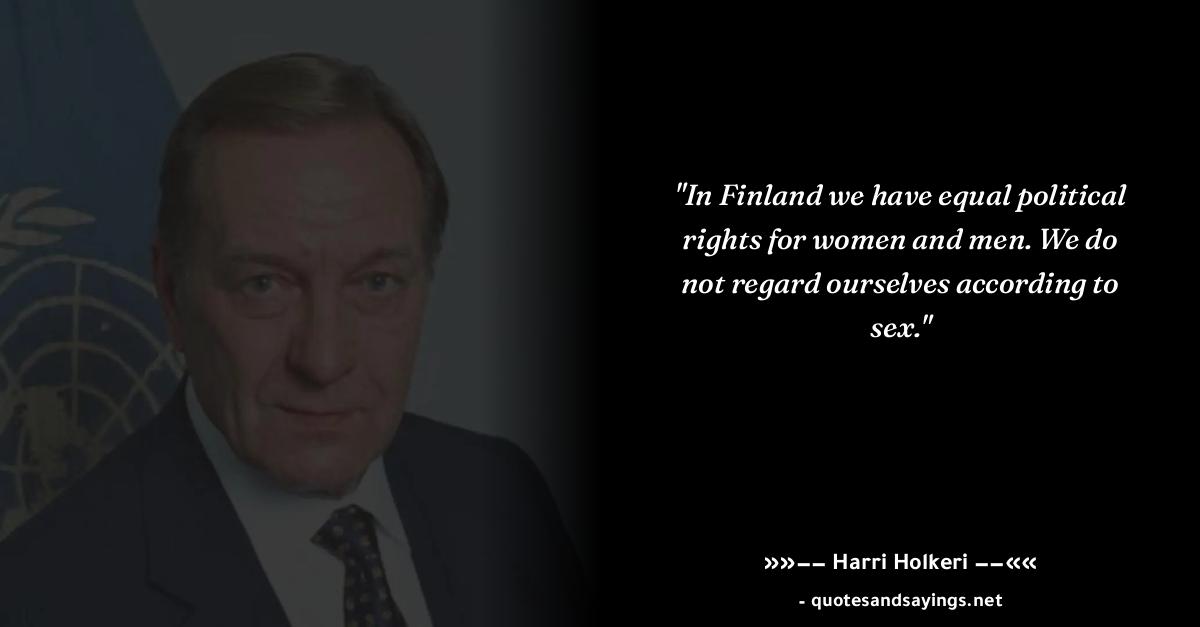 "In Finland we have equal political
rights for women and men. We do
not regard ourselves according to
sex."
»»−− Harri Holkeri −−««
- quotesandsayings.net